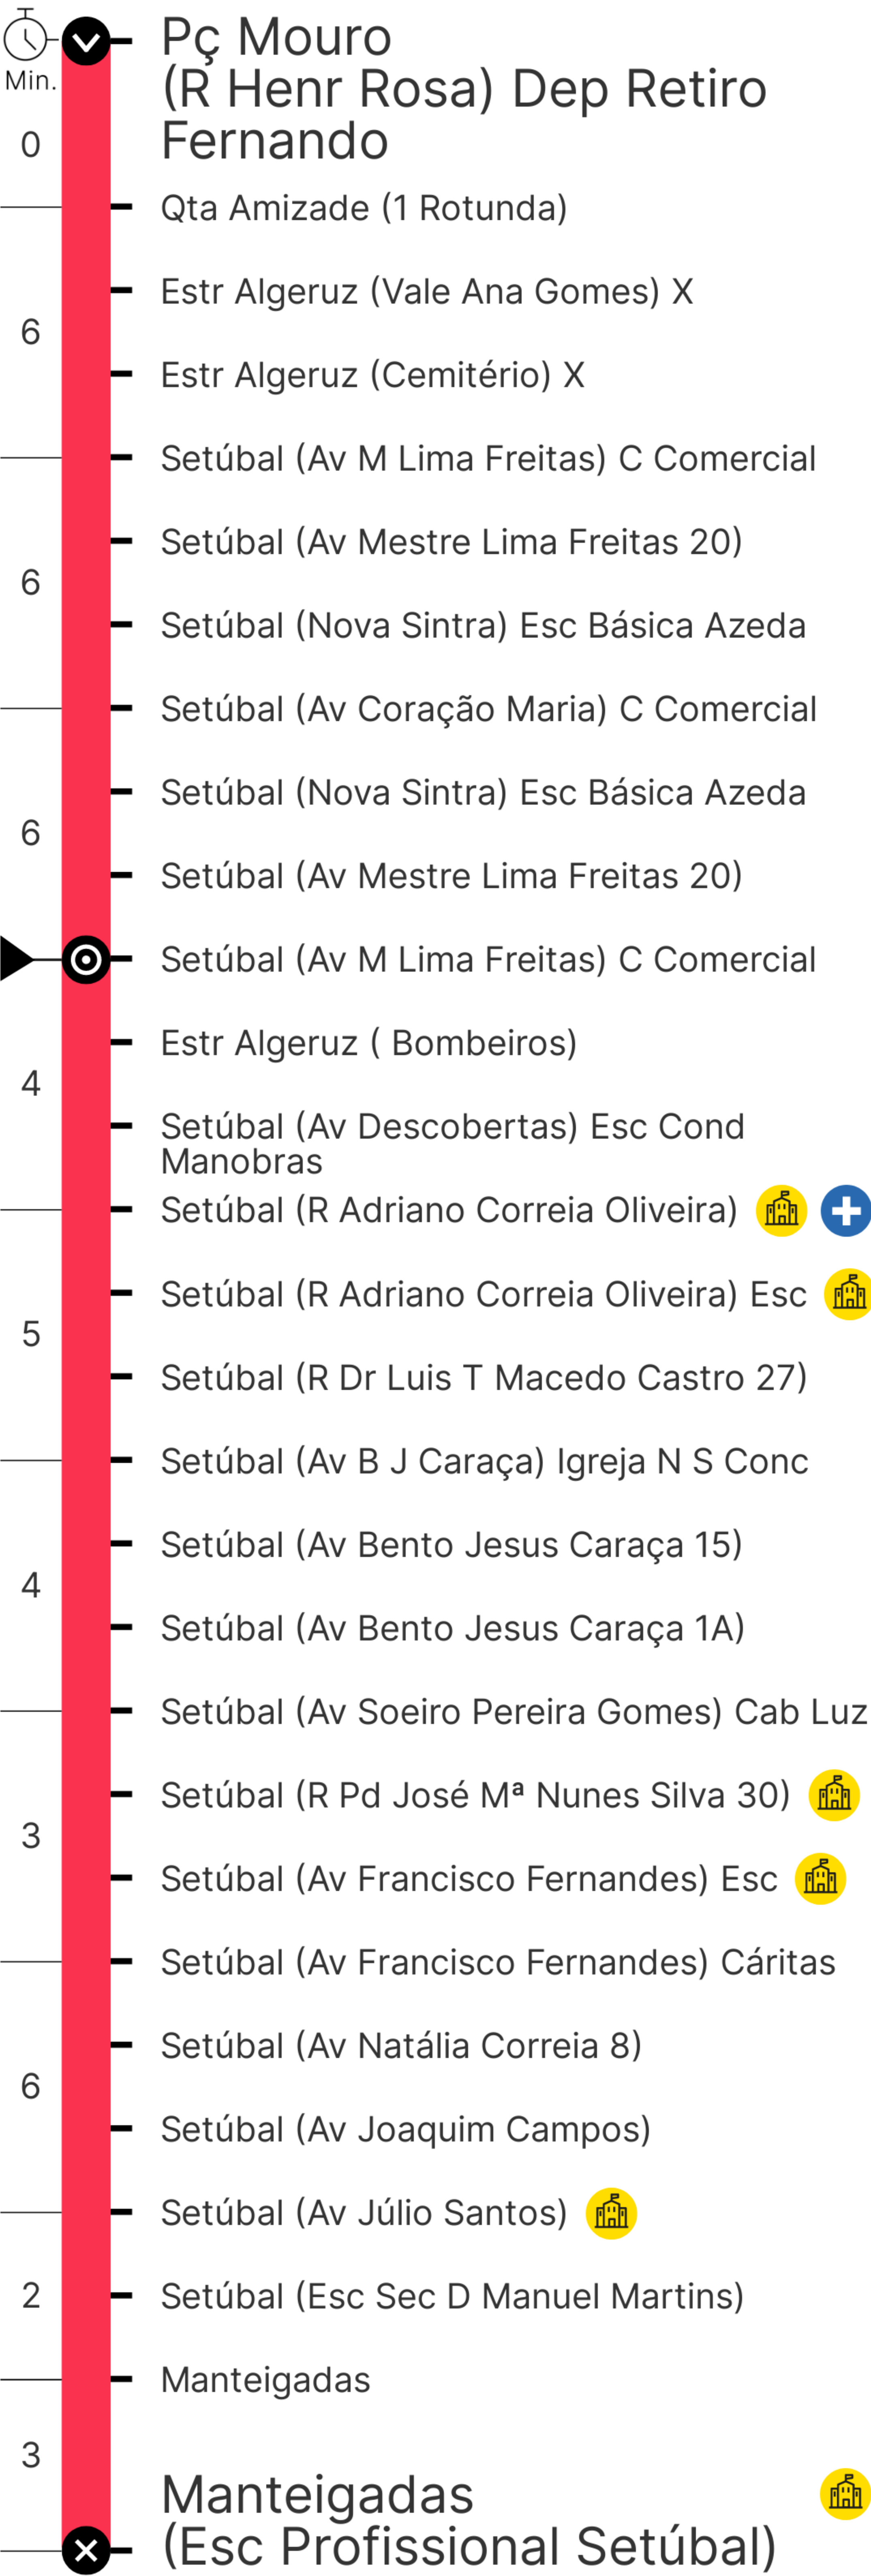 Pç Mouro
(R Henr Rosa) Dep Retiro
Fernando
Min.
0
Qta Amizade (1 Rotunda)
Estr Algeruz (Vale Ana Gomes) X
6
Estr Algeruz (Cemitério) X
Setúbal (Av M Lima Freitas) C Comercial
Setúbal (Av Mestre Lima Freitas 20)
6
Setúbal (Nova Sintra) Esc Básica Azeda
Setúbal (Av Coração Maria) C Comercial
Setúbal (Nova Sintra) Esc Básica Azeda
6
Setúbal (Av Mestre Lima Freitas 20)
Setúbal (Av M Lima Freitas) C Comercial
Estr Algeruz ( Bombeiros)
4
Setúbal (Av Descobertas) Esc Cond
Manobras
Setúbal (R Adriano Correia Oliveira)
Setúbal (R Adriano Correia Oliveira) Esc
5
Setúbal (R Dr Luis T Macedo Castro 27)
Setúbal (Av B J Caraça) Igreja N S Conc
Setúbal (Av Bento Jesus Caraça 15)
4
Setúbal (Av Bento Jesus Caraça 1A)
Setúbal (Av Soeiro Pereira Gomes) Cab Luz
Setúbal (R Pd José Mª Nunes Silva 30)
3
Setúbal (Av Francisco Fernandes) Esc
Setúbal (Av Francisco Fernandes) Cáritas
Setúbal (Av Natália Correia 8)
6
Setúbal (Av Joaquim Campos)
Setúbal (Av Júlio Santos)
2
Setúbal (Esc Sec D Manuel Martins)
Manteigadas
3
Manteigadas
(Esc Profissional Setúbal)